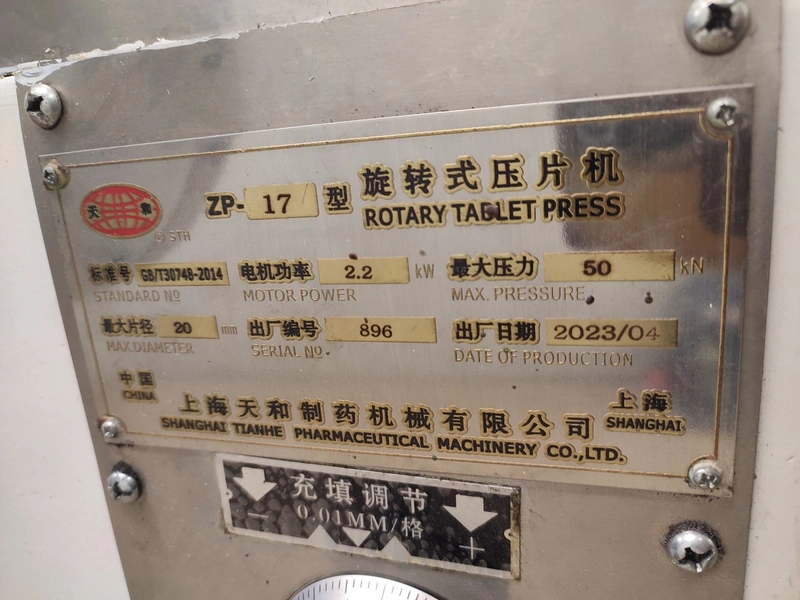 天 和
© STH
ZP-17型 旋转式压片机
ROTARY TABLET PRESS
标准号 GB/T30748-2014 电机功率 2.2 kW 最大压力 50 kN
STANDARD NO MOTOR POWER MAX. PRESSURE
最大片径 20 mm 出厂编号 896 出厂日期 2023/04
MAX.DIAMETER SERIAL NO. DATE OF PRODUCTION
中国
CHINA
上海天和制药机械有限公司 上海
SHANGHAI TIANHE PHARMACEUTICAL MACHINERY CO.,LTD. SHANGHAI
充填调节
0.01MM/格
− +